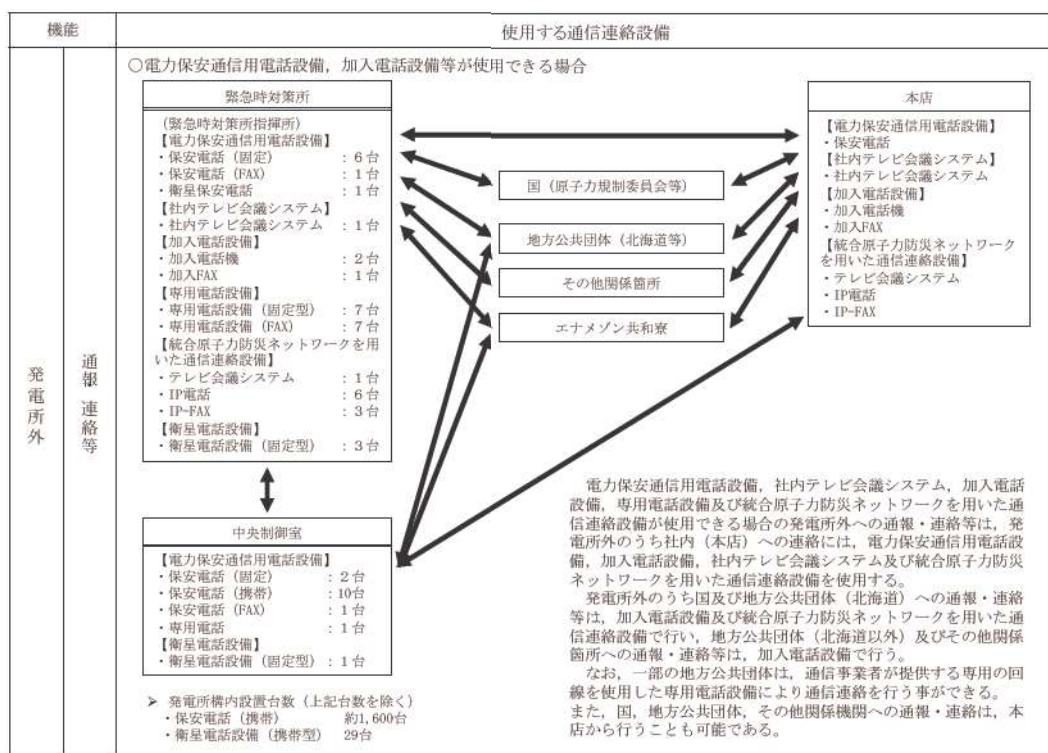 機能
使用する通信連絡設備
発電所外
通報・連絡等
○電力保安通信用電話設備，加入電話設備等が使用できる場合
緊急時対策所
(緊急時対策所指揮所)
【電力保安通信用電話設備】
・保安電話（固定） : 6台
・保安電話（FAX） : 1台
・衛星保安電話 : 1台
【社内テレビ会議システム】
・社内テレビ会議システム : 1台
【加入電話設備】
・加入電話機 : 2台
・加入FAX : 1台
【専用電話設備】
・専用電話設備（固定型） : 7台
・専用電話設備（FAX） : 7台
【統合原子力防災ネットワークを用
いた通信連絡設備】
・テレビ会議システム : 1台
・IP電話 : 6台
・IP-FAX : 3台
【衛星電話設備】
・衛星電話設備（固定型） : 3台
国（原子力規制委員会等）
地方公共団体（北海道等）
その他関係箇所
エナメゾン共和寮
本店
【電力保安通信用電話設備】
・保安電話
【社内テレビ会議システム】
・社内テレビ会議システム
【加入電話設備】
・加入電話機
・加入FAX
【統合原子力防災ネットワーク
を用いた通信連絡設備】
・テレビ会議システム
・IP電話
・IP-FAX
中央制御室
【電力保安通信用電話設備】
・保安電話（固定） : 2台
・保安電話（携帯） : 10台
・保安電話（FAX） : 1台
・専用電話 : 1台
【衛星電話設備】
・衛星電話設備（固定型） : 1台
➢ 発電所構内設置台数（上記台数を除く）
・保安電話（携帯） 約1,600台
・衛星電話設備（携帯型） 29台
電力保安通信用電話設備，社内テレビ会議システム，加入電話
設備，専用電話設備及び統合原子力防災ネットワークを用いた通
信連絡設備が使用できる場合の発電所外への通報・連絡等は，発
電所外のうち社内（本店）への連絡には，電力保安通信用電話設
備，加入電話設備，社内テレビ会議システム及び統合原子力防災
ネットワークを用いた通信連絡設備を使用する。
発電所外のうち国及び地方公共団体（北海道）への通報・連絡
等は，加入電話設備及び統合原子力防災ネットワークを用いた通
信連絡設備で行い，地方公共団体（北海道以外）及びその他関係
箇所への通報・連絡等は，加入電話設備で行う。
なお，一部の地方公共団体は，通信事業者が提供する専用の回
線を使用した専用電話設備により通信連絡を行う事ができる。
また，国，地方公共団体，その他関係機関への通報・連絡は，本
店から行うことも可能である。